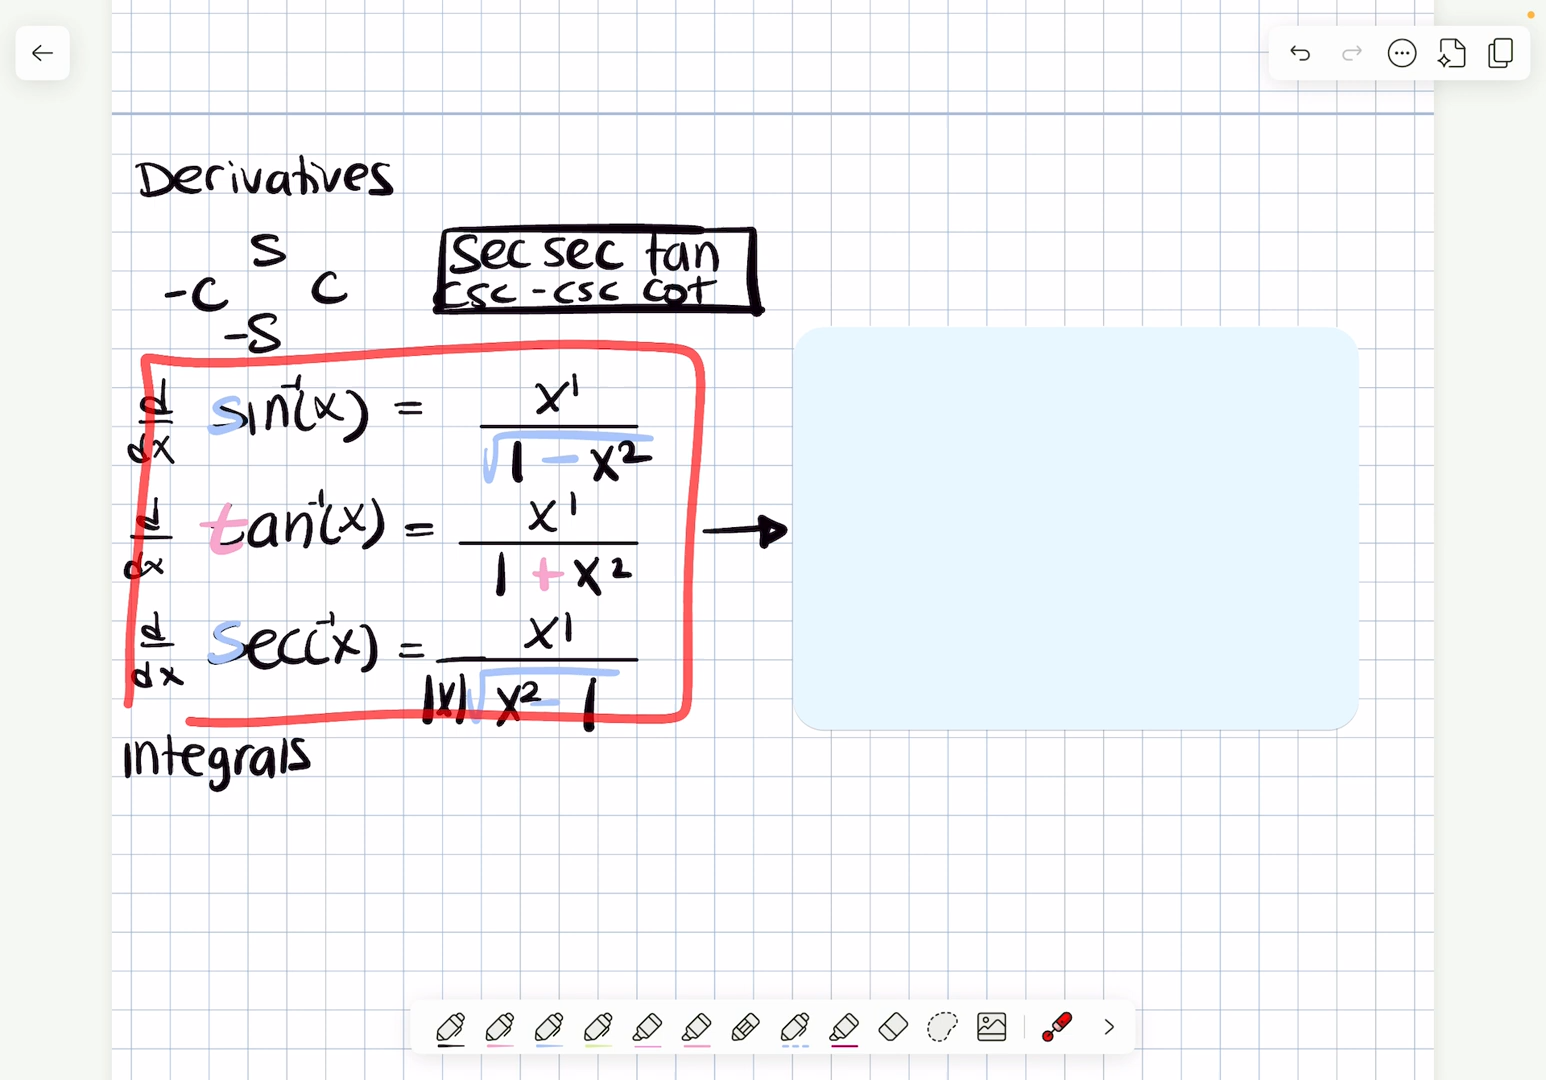 Derivatives
S
-C C
-S
sec sec tan
csc -csc cot
d/dx sin⁻¹(x) = x'/√(1 - x²)
d/dx tan⁻¹(x) = x'/(1 + x²)
d/dx sec⁻¹(x) = x'/(|x|√(x² - 1))
Integrals